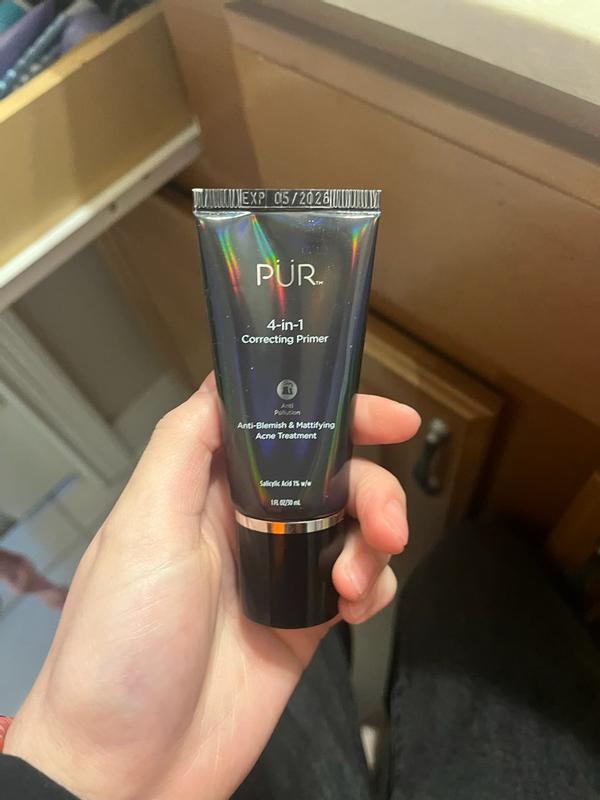 EXP 05/2026
PÜR™
4-in-1
Correcting Primer
Anti
Pollution
Anti-Blemish & Mattifying
Acne Treatment
Salicylic Acid 1% w/w
1 FL OZ/30 mL